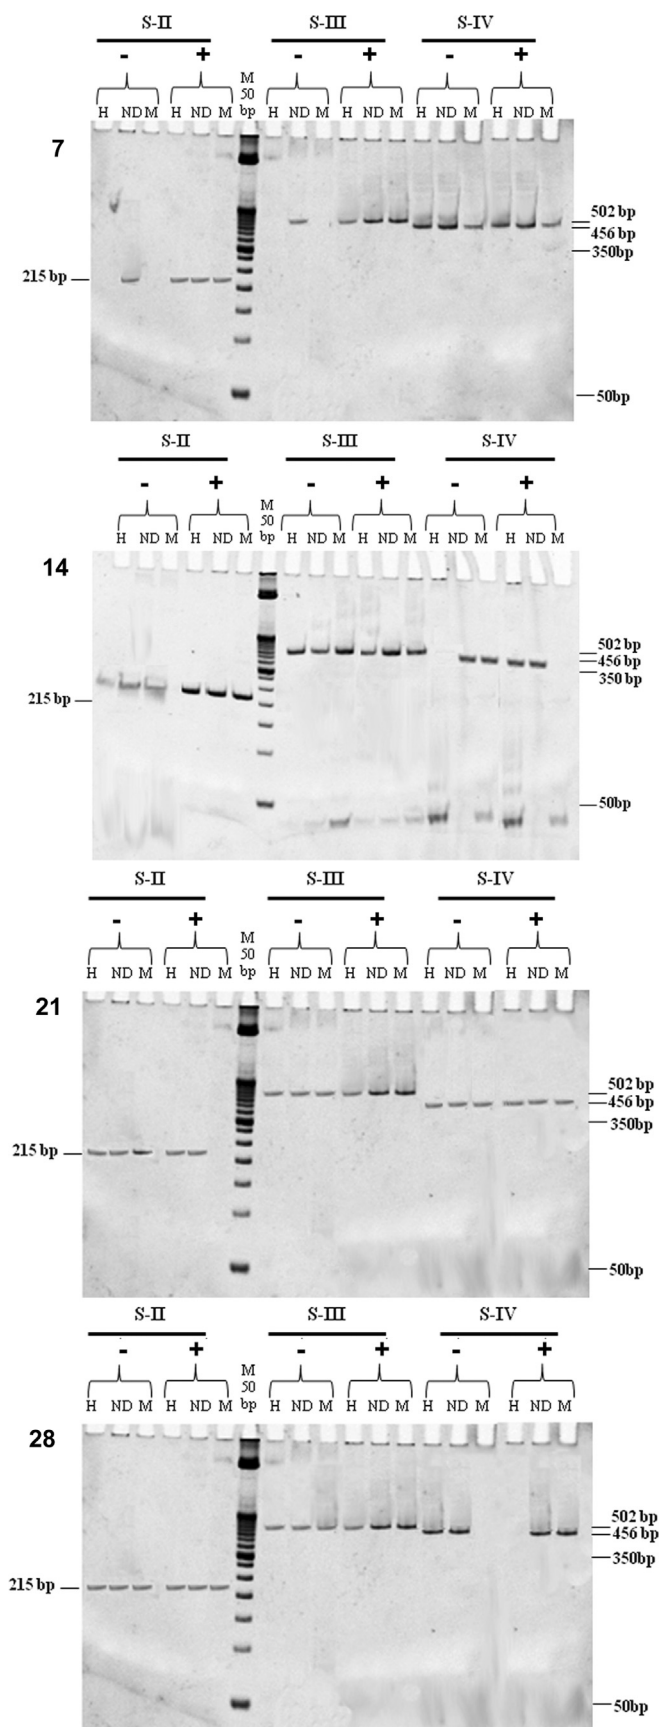 S-II S-III S-IV
- + - + - +
M
50
bp
H ND M H ND M H ND M H ND M H ND M H ND M
7
502 bp
456 bp
350bp
215 bp
50bp
S-II S-III S-IV
- + - + - +
M
50
bp
H ND M H ND M H ND M H ND M H ND M H ND M
14
502 bp
456 bp
350 bp
215 bp
50bp
S-II S-III S-IV
- + - + - +
M
50
bp
H ND M H ND M H ND M H ND M H ND M H ND M
21
502 bp
456 bp
350bp
215 bp
50bp
S-II S-III S-IV
- + - + - +
M
50
bp
H ND M H ND M H ND M H ND M H ND M H ND M
28
502 bp
456 bp
350bp
215 bp
50bp